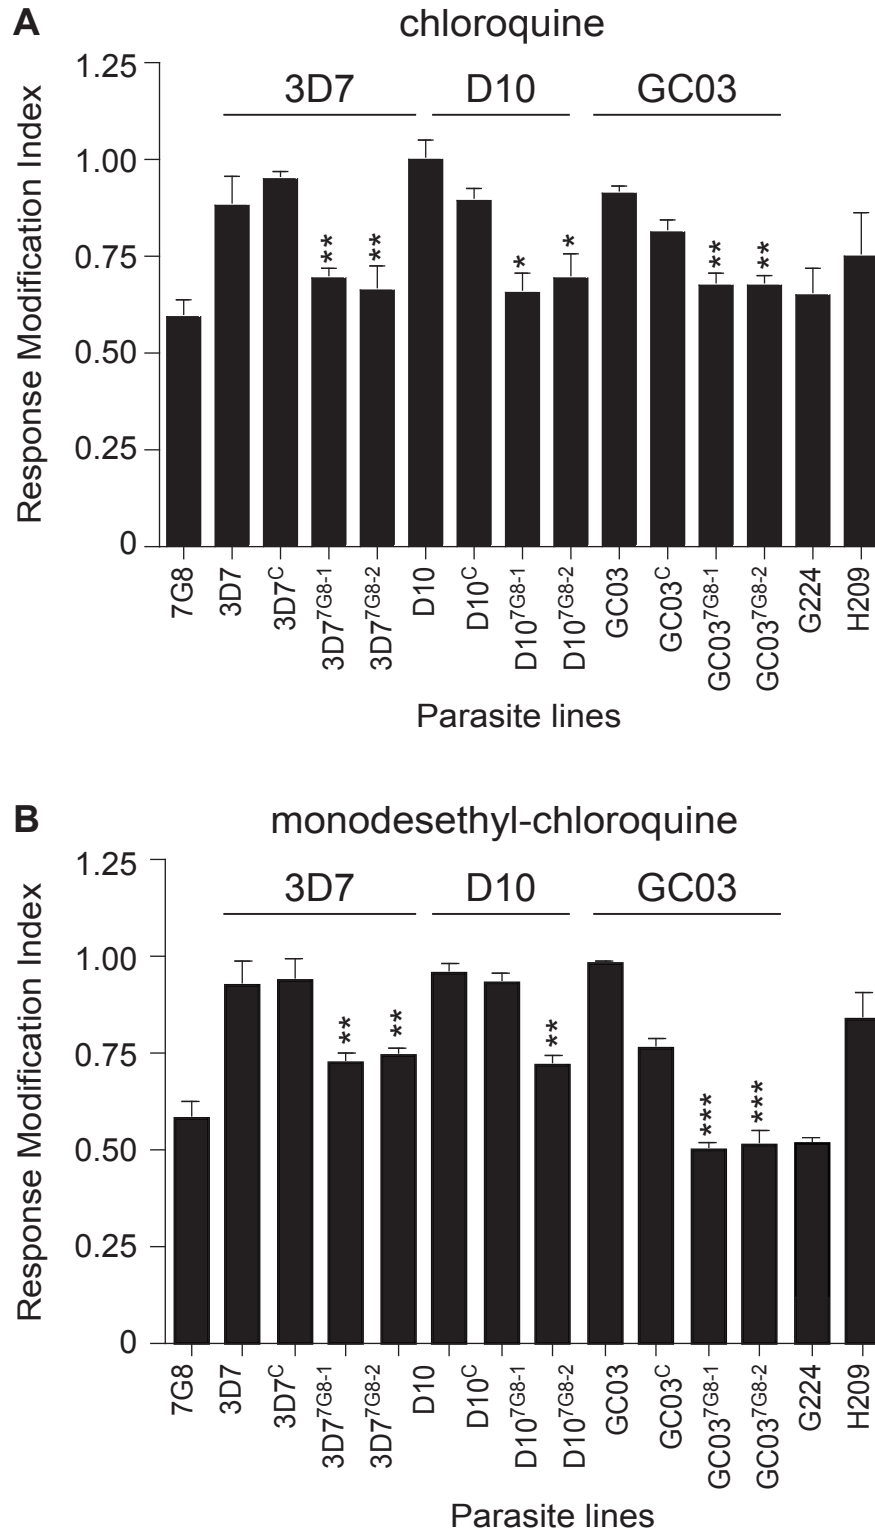 A
chloroquine
3D7 D10 GC03
Response Modification Index
1.25
1.00
0.75
0.50
0.25
0
** ** * * ** **
7G8 3D7 3D7C 3D77G8-1 3D77G8-2 D10 D10C D107G8-1 D107G8-2 GC03 GC03C GC037G8-1 GC037G8-2 G224 H209
Parasite lines
B
monodesethyl-chloroquine
3D7 D10 GC03
Response Modification Index
1.25
1.00
0.75
0.50
0.25
0
** ** ** *** ***
7G8 3D7 3D7C 3D77G8-1 3D77G8-2 D10 D10C D107G8-1 D107G8-2 GC03 GC03C GC037G8-1 GC037G8-2 G224 H209
Parasite lines